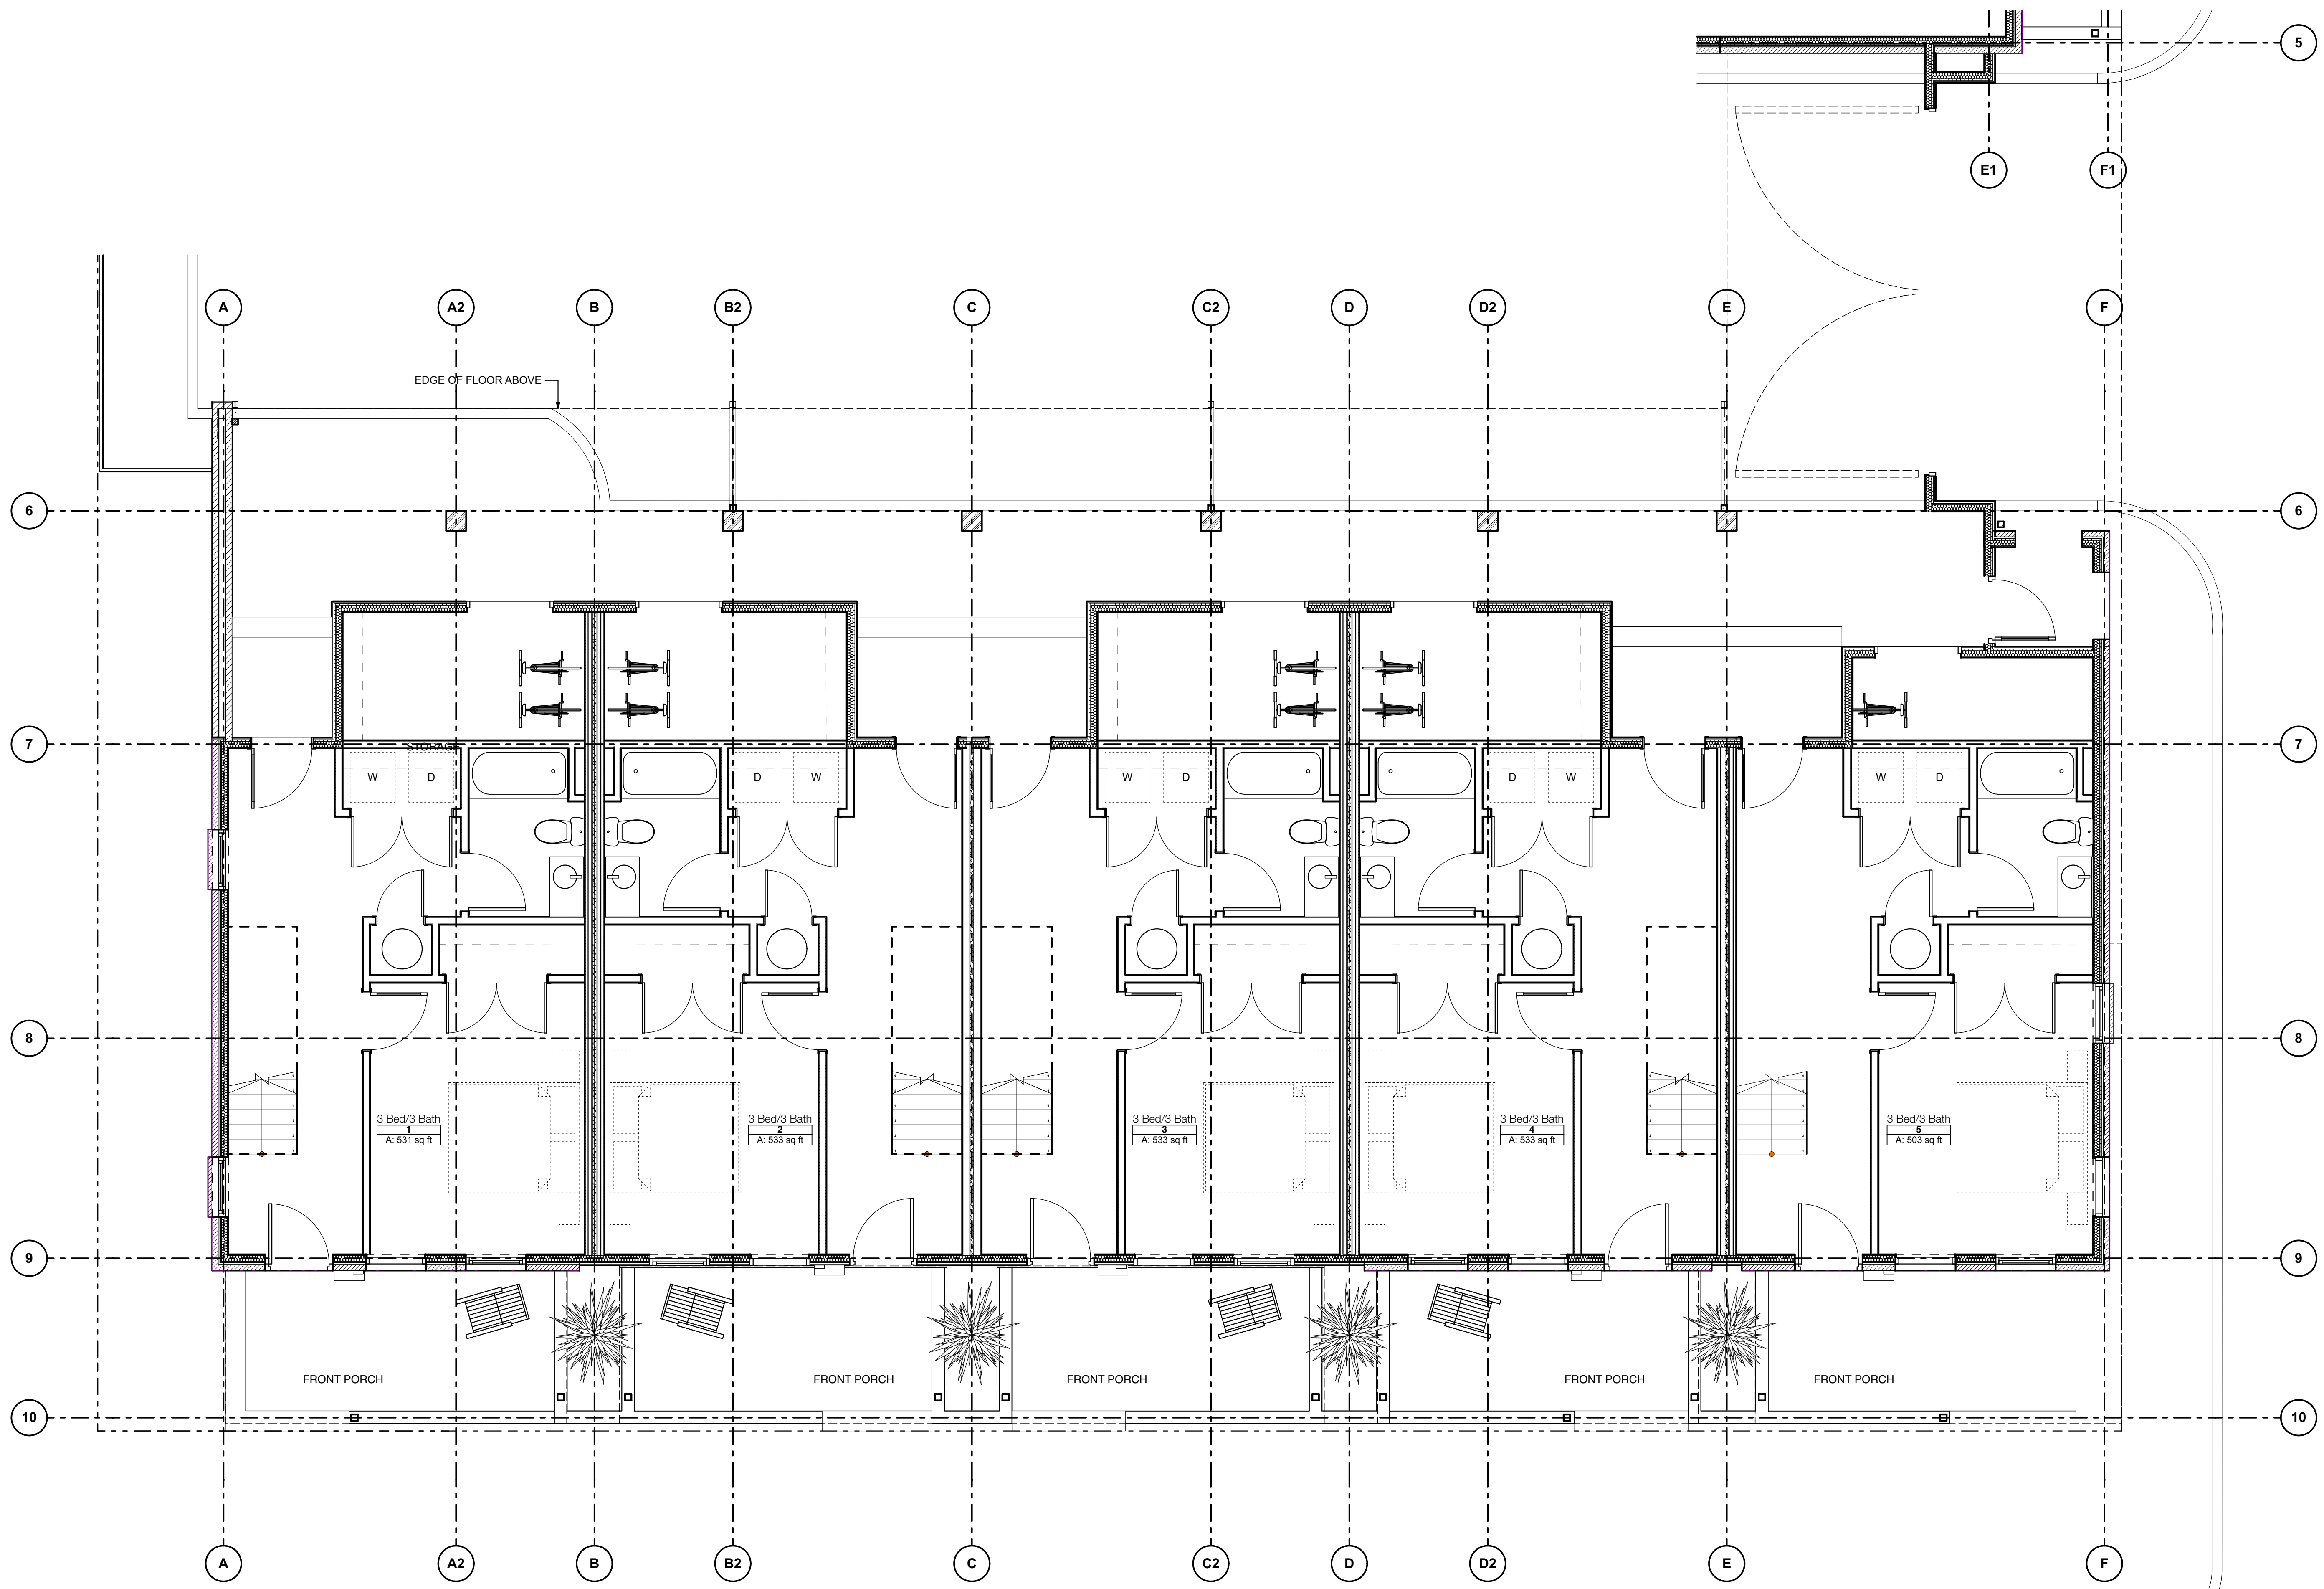 5
E1
F1
A
A2
B
B2
C
C2
D
D2
E
F
EDGE OF FLOOR ABOVE
6
6
7
7
STORAGE
W
D
D
W
W
D
D
W
W
D
8
8
3 Bed/3 Bath
1
A: 531 sq ft
3 Bed/3 Bath
2
A: 533 sq ft
3 Bed/3 Bath
3
A: 533 sq ft
3 Bed/3 Bath
4
A: 533 sq ft
3 Bed/3 Bath
5
A: 503 sq ft
9
9
FRONT PORCH
FRONT PORCH
FRONT PORCH
FRONT PORCH
FRONT PORCH
10
10
A
A2
B
B2
C
C2
D
D2
E
F